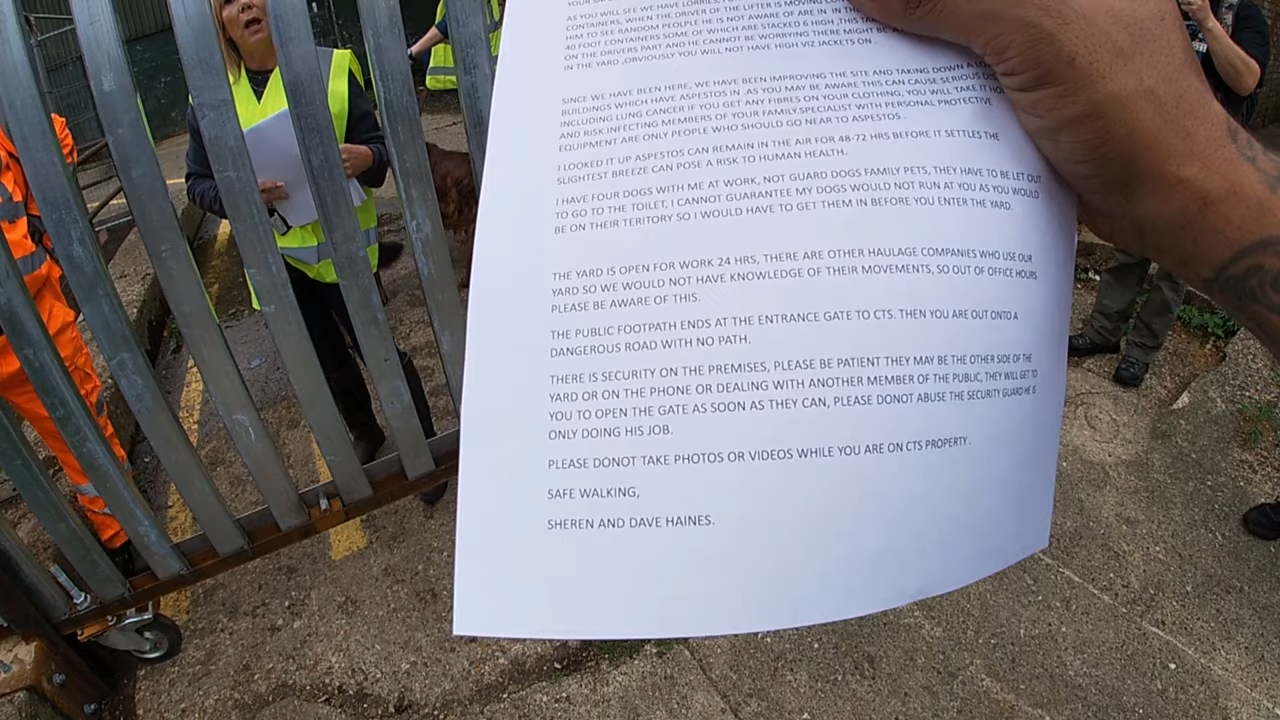 AS YOU WILL SEE WE HAVE LORRIES,
CONTAINERS, WHEN THE DRIVER OF THE LIFTER IS MOVING
HIM TO SEE RANDOM PEOPLE HE IS NOT AWARE OF ARE IN
40 FOOT CONTAINERS SOME OF WHICH ARE STACKED 6 HIGH ,THIS
ON THE DRIVERS PART AND HE CANNOT BE WORRYING THERE MIGHT BE
IN THE YARD ,OBVIOUSLY YOU WILL NOT HAVE HIGH VIZ JACKETS ON .
SINCE WE HAVE BEEN HERE, WE HAVE BEEN IMPROVING THE SITE AND TAKING DOWN A
BUILDINGS WHICH HAVE ASPESTOS IN .AS YOU MAY BE AWARE THIS CAN CAUSE SERIOUS
INCLUDING LUNG CANCER IF YOU GET ANY FIBRES ON YOUR CLOTHING, YOU WILL TAKE IT
AND RISK INFECTING MEMBERS OF YOUR FAMILY.SPECIALIST WITH PERSONAL PROTECTIVE
EQUIPMENT ARE ONLY PEOPLE WHO SHOULD GO NEAR TO ASPESTOS .
I LOOKED IT UP ASPESTOS CAN REMAIN IN THE AIR FOR 48-72 HRS BEFORE IT SETTLES THE
SLIGHTEST BREEZE CAN POSE A RISK TO HUMAN HEALTH.
I HAVE FOUR DOGS WITH ME AT WORK, NOT GUARD DOGS FAMILY PETS, THEY HAVE TO BE LET OUT
TO GO TO THE TOILET, I CANNOT GUARANTEE MY DOGS WOULD NOT RUN AT YOU AS YOU WOULD
BE ON THEIR TERRITORY SO I WOULD HAVE TO GET THEM IN BEFORE YOU ENTER THE YARD.
THE YARD IS OPEN FOR WORK 24 HRS, THERE ARE OTHER HAULAGE COMPANIES WHO USE OUR
YARD SO WE WOULD NOT HAVE KNOWLEDGE OF THEIR MOVEMENTS, SO OUT OF OFFICE HOURS
PLEASE BE AWARE OF THIS.
THE PUBLIC FOOTPATH ENDS AT THE ENTRANCE GATE TO CTS. THEN YOU ARE OUT ONTO A
DANGEROUS ROAD WITH NO PATH.
THERE IS SECURITY ON THE PREMISES, PLEASE BE PATIENT THEY MAY BE THE OTHER SIDE OF THE
YARD OR ON THE PHONE OR DEALING WITH ANOTHER MEMBER OF THE PUBLIC, THEY WILL GET TO
YOU TO OPEN THE GATE AS SOON AS THEY CAN, PLEASE DONOT ABUSE THE SECURITY GUARD HE IS
ONLY DOING HIS JOB.
PLEASE DONOT TAKE PHOTOS OR VIDEOS WHILE YOU ARE ON CTS PROPERTY.
SAFE WALKING,
SHEREN AND DAVE HAINES.